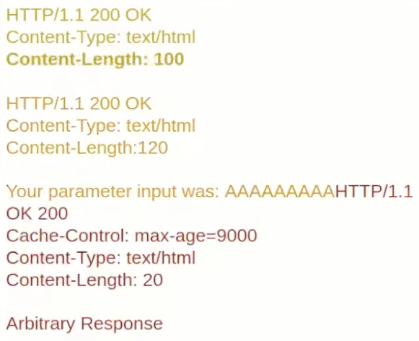 HTTP/1.1 200 OK
Content-Type: text/html
Content-Length: 100
HTTP/1.1 200 OK
Content-Type: text/html
Content-Length:120
Your parameter input was: AAAAAAAAAHTTP/1.1
OK 200
Cache-Control: max-age=9000
Content-Type: text/html
Content-Length: 20
Arbitrary Response